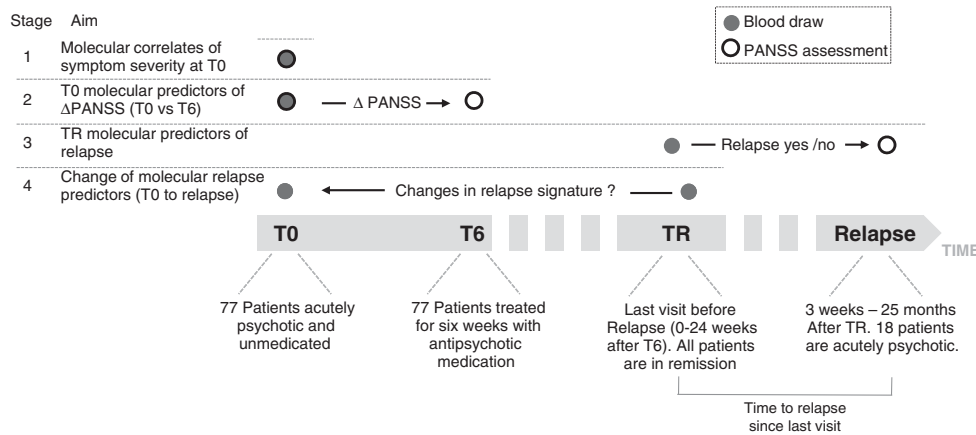 Stage Aim
Blood draw
PANSS assessment
1 Molecular correlates of
symptom severity at T0
2 T0 molecular predictors of
ΔPANSS (T0 vs T6)
Δ PANSS
3 TR molecular predictors of
relapse
Relapse yes /no
4 Change of molecular relapse
predictors (T0 to relapse)
Changes in relapse signature ?
T0 T6 TR Relapse
TIME
77 Patients acutely
psychotic and
unmedicated
77 Patients treated
for six weeks with
antipsychotic
medication
Last visit before
Relapse (0-24 weeks
after T6). All patients
are in remission
3 weeks – 25 months
After TR. 18 patients
are acutely psychotic.
Time to relapse
since last visit